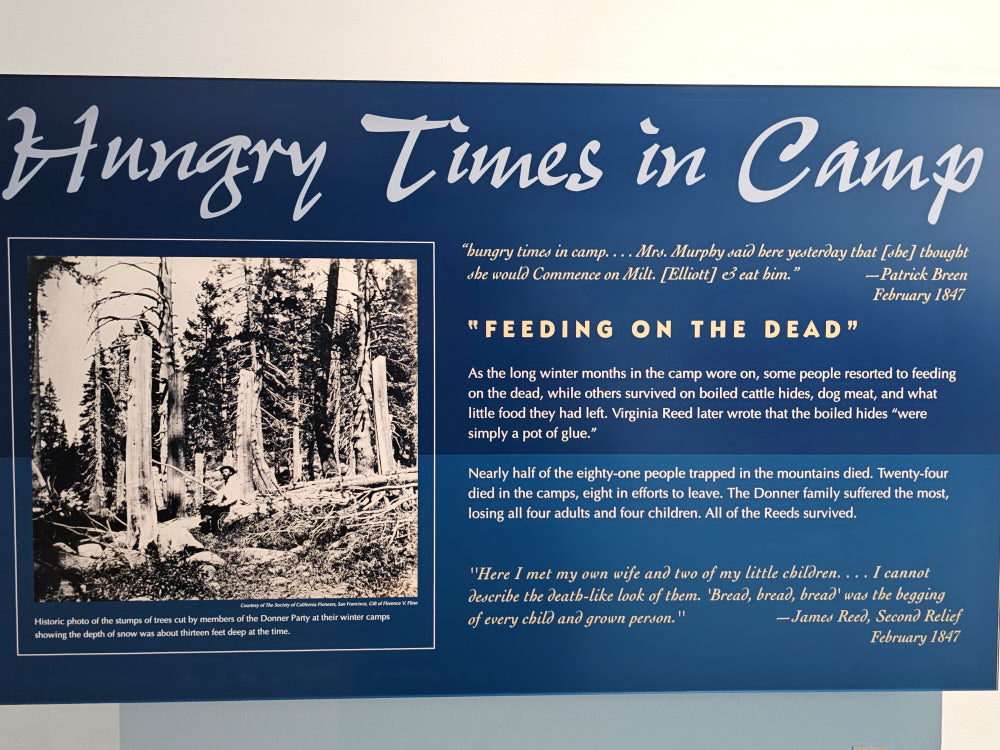 Hungry Times in Camp
“hungry times in camp. . . . Mrs. Murphy said here yesterday that [she] thought
she would Commence on Milt. [Elliott] & eat him.” —Patrick Breen
February 1847
"FEEDING ON THE DEAD"
As the long winter months in the camp wore on, some people resorted to feeding
on the dead, while others survived on boiled cattle hides, dog meat, and what
little food they had left. Virginia Reed later wrote that the boiled hides “were
simply a pot of glue.”
Nearly half of the eighty-one people trapped in the mountains died. Twenty-four
died in the camps, eight in efforts to leave. The Donner family suffered the most,
losing all four adults and four children. All of the Reeds survived.
"Here I met my own wife and two of my little children. . . . I cannot
describe the death-like look of them. 'Bread, bread, bread' was the begging
of every child and grown person." —James Reed, Second Relief
February 1847
Courtesy of The Society of California Pioneers, San Francisco, Gift of Florence V. Flinn
Historic photo of the stumps of trees cut by members of the Donner Party at their winter camps
showing the depth of snow was about thirteen feet deep at the time.